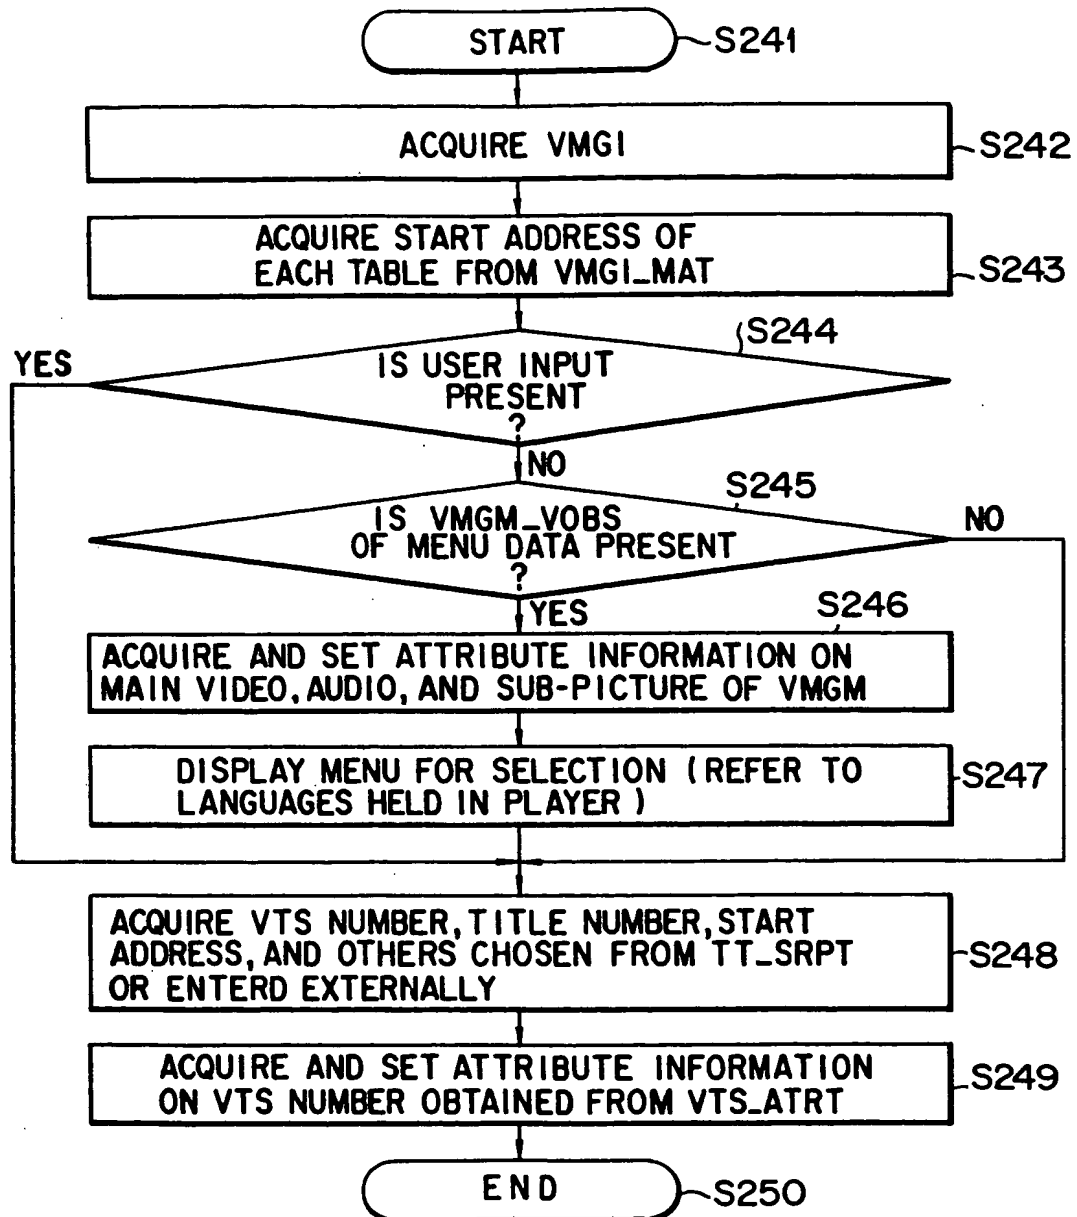 START
S241
ACQUIRE VMGI
S242
ACQUIRE START ADDRESS OF
EACH TABLE FROM VMGI_MAT
S243
S244
YES
IS USER INPUT
PRESENT
?
NO
S245
IS VMGM_VOBS
OF MENU DATA PRESENT
?
NO
YES
S246
ACQUIRE AND SET ATTRIBUTE INFORMATION ON
MAIN VIDEO, AUDIO, AND SUB-PICTURE OF VMGM
DISPLAY MENU FOR SELECTION (REFER TO
LANGUAGES HELD IN PLAYER)
S247
ACQUIRE VTS NUMBER, TITLE NUMBER, START
ADDRESS, AND OTHERS CHOSEN FROM TT_SRPT
OR ENTERD EXTERNALLY
S248
ACQUIRE AND SET ATTRIBUTE INFORMATION
ON VTS NUMBER OBTAINED FROM VTS_ATRT
S249
END
S250